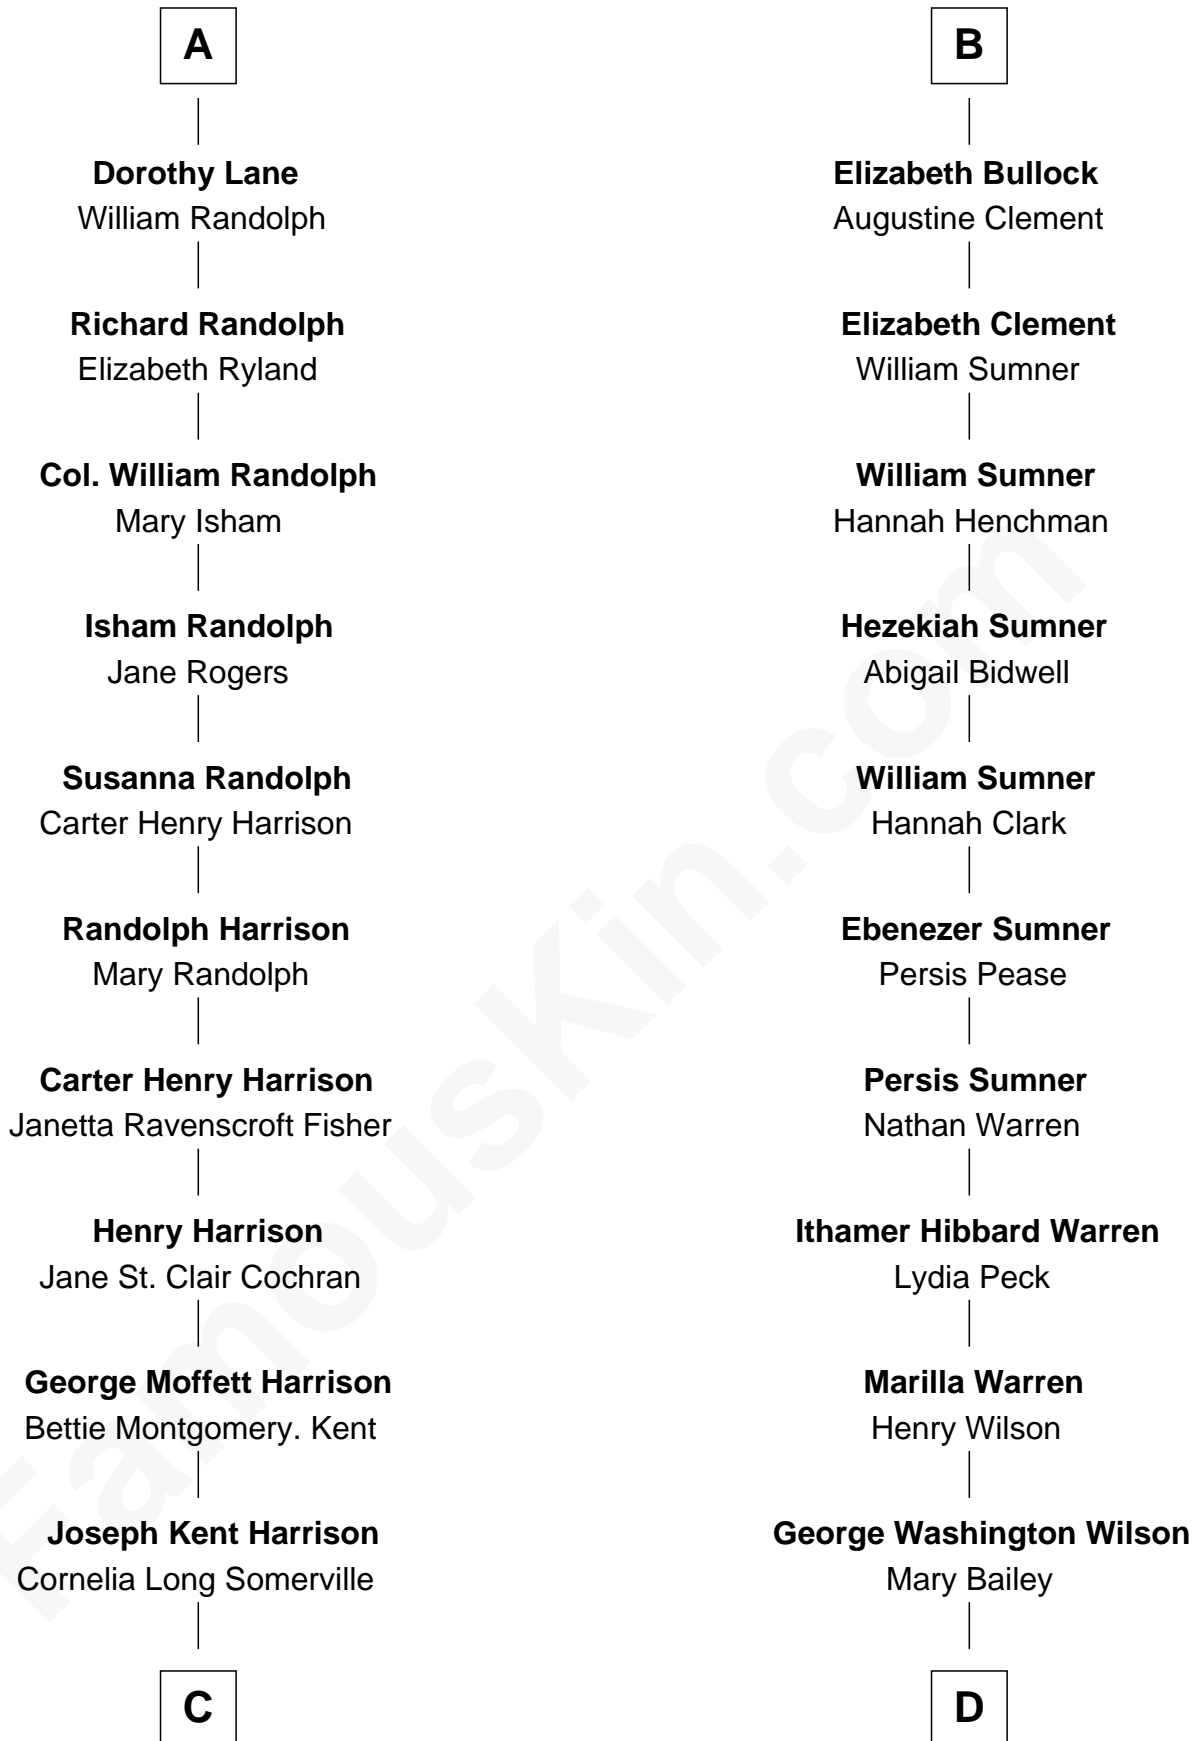 A
Dorothy Lane
William Randolph
Richard Randolph
Elizabeth Ryland
Col. William Randolph
Mary Isham
Isham Randolph
Jane Rogers
Susanna Randolph
Carter Henry Harrison
Randolph Harrison
Mary Randolph
Carter Henry Harrison
Janetta Ravenscroft Fisher
Henry Harrison
Jane St. Clair Cochran
George Moffett Harrison
Bettie Montgomery. Kent
Joseph Kent Harrison
Cornelia Long Somerville
C
B
Elizabeth Bullock
Augustine Clement
Elizabeth Clement
William Sumner
William Sumner
Hannah Henchman
Hezekiah Sumner
Abigail Bidwell
William Sumner
Hannah Clark
Ebenezer Sumner
Persis Pease
Persis Sumner
Nathan Warren
Ithamer Hibbard Warren
Lydia Peck
Marilla Warren
Henry Wilson
George Washington Wilson
Mary Bailey
D
FamousKin.com